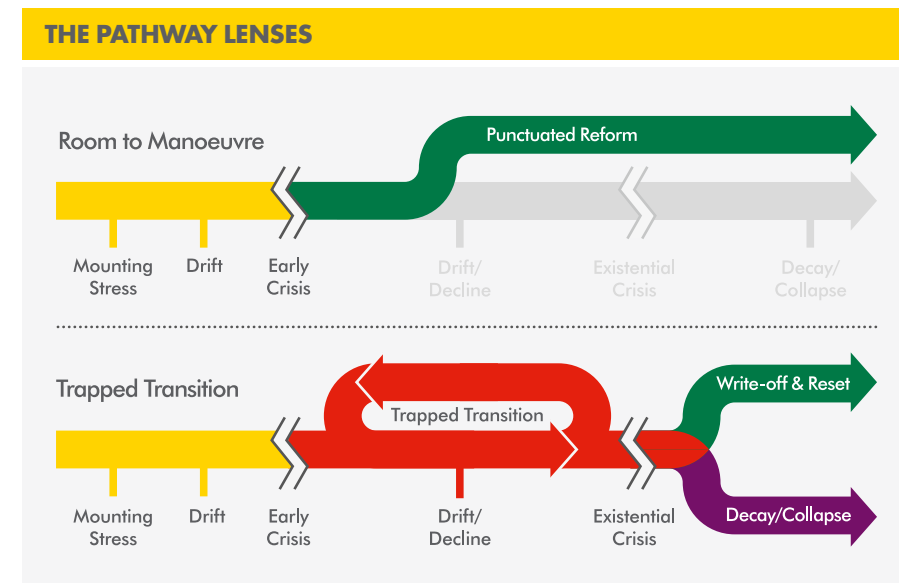 THE PATHWAY LENSES
Room to Manoeuvre
Punctuated Reform
Mounting
Stress
Drift
Early
Crisis
Drift/
Decline
Existential
Crisis
Decay/
Collapse
Trapped Transition
Trapped Transition
Write-off & Reset
Decay/Collapse
Mounting
Stress
Drift
Early
Crisis
Drift/
Decline
Existential
Crisis